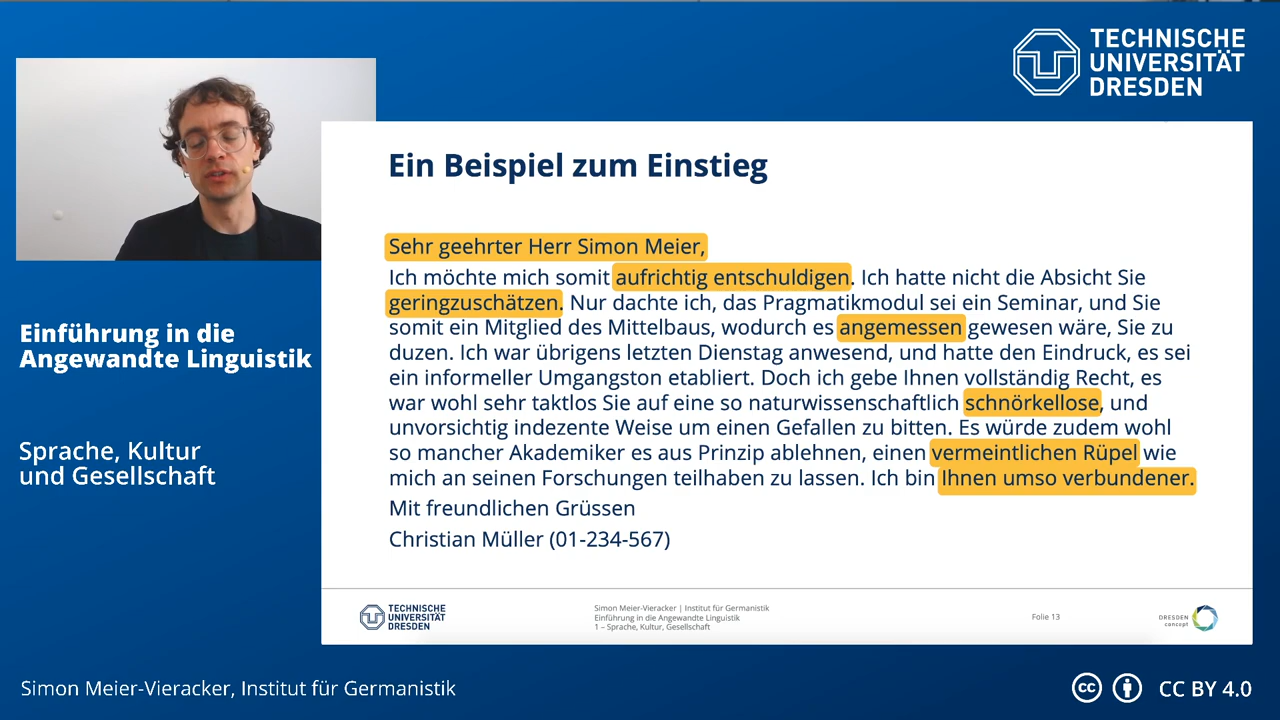 TECHNISCHE
UNIVERSITÄT
DRESDEN
Einführung in die
Angewandte Linguistik
Sprache, Kultur
und Gesellschaft
Ein Beispiel zum Einstieg
Sehr geehrter Herr Simon Meier,
Ich möchte mich somit aufrichtig entschuldigen. Ich hatte nicht die Absicht Sie
geringzuschätzen. Nur dachte ich, das Pragmatikmodul sei ein Seminar, und Sie
somit ein Mitglied des Mittelbaus, wodurch es angemessen gewesen wäre, Sie zu
duzen. Ich war übrigens letzten Dienstag anwesend, und hatte den Eindruck, es sei
ein informeller Umgangston etabliert. Doch ich gebe Ihnen vollständig Recht, es
war wohl sehr taktlos Sie auf eine so naturwissenschaftlich schnörkellose, und
unvorsichtig indezente Weise um einen Gefallen zu bitten. Es würde zudem wohl
so mancher Akademiker es aus Prinzip ablehnen, einen vermeintlichen Rüpel wie
mich an seinen Forschungen teilhaben zu lassen. Ich bin Ihnen umso verbundener.
Mit freundlichen Grüssen
Christian Müller (01-234-567)
TECHNISCHE
UNIVERSITÄT
DRESDEN
Simon Meier-Vieracker | Institut für Germanistik
Einführung in die Angewandte Linguistik
1 – Sprache, Kultur, Gesellschaft
Folie 13
DRESDEN
concept
Simon Meier-Vieracker, Institut für Germanistik
cc CC BY 4.0